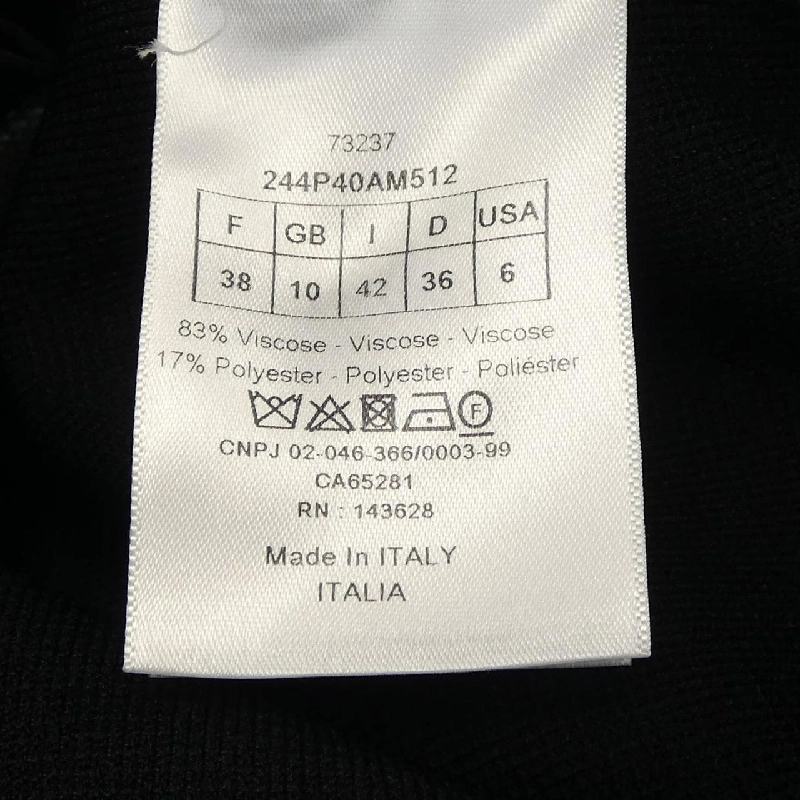 73237
244P40AM512
F GB I D USA
38 10 42 36 6
83% Viscose - Viscose - Viscose
17% Polyester - Polyester - Poliéster
F
CNPJ 02-046-366/0003-99
CA65281
RN : 143628
Made In ITALY
ITALIA